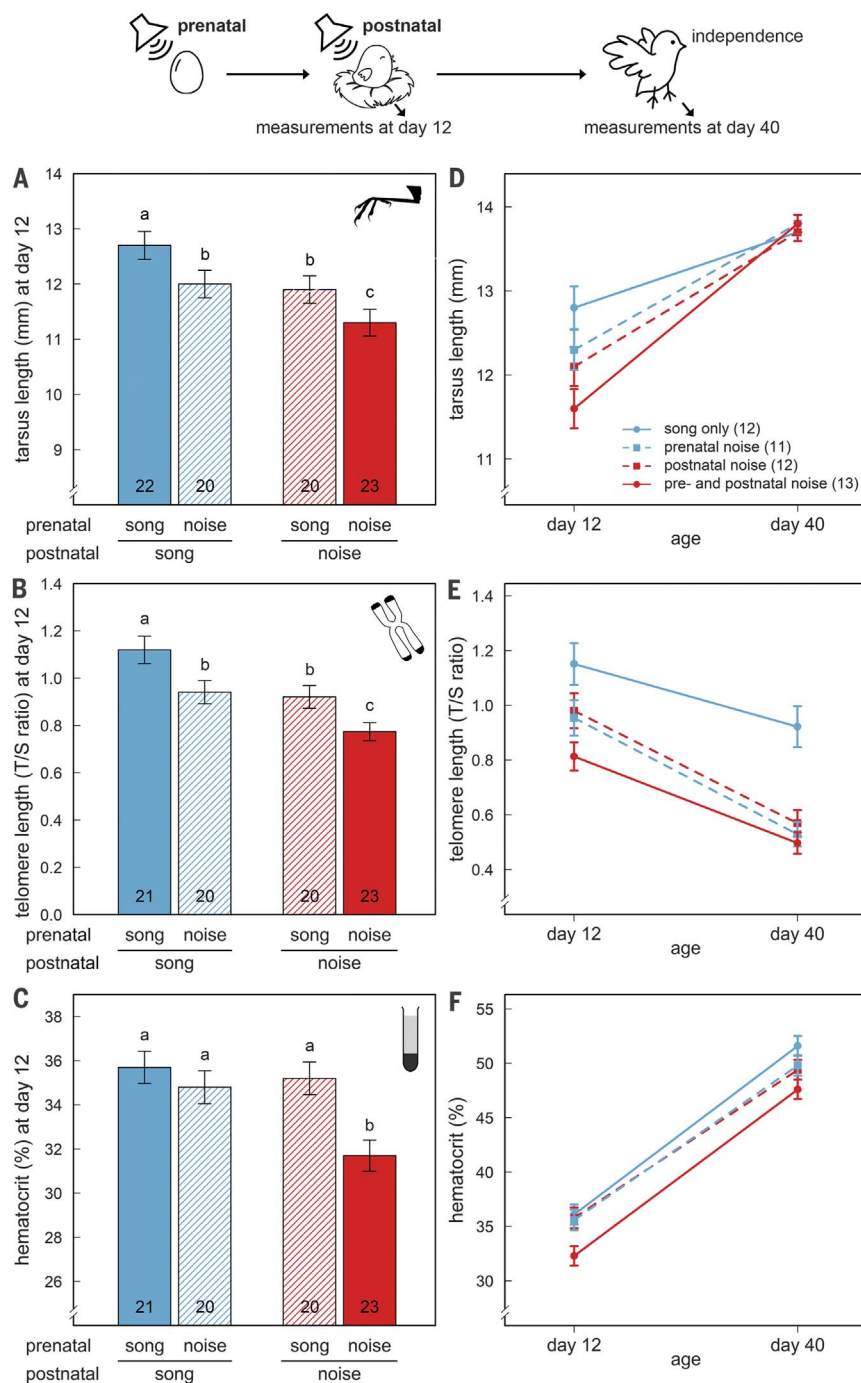 prenatal
postnatal
independence
measurements at day 12
measurements at day 40
A
tarsus length (mm) at day 12
14
13
12
11
10
9
a
b
b
c
22
20
20
23
prenatal song noise song noise
postnatal song noise
D
tarsus length (mm)
14
13
12
11
song only (12)
prenatal noise (11)
postnatal noise (12)
pre- and postnatal noise (13)
day 12
day 40
age
B
telomere length (T/S ratio) at day 12
1.4
1.2
1.0
0.8
0.6
0.4
0.2
0.0
a
b
b
c
21
20
20
23
prenatal song noise song noise
postnatal song noise
E
telomere length (T/S ratio)
1.4
1.2
1.0
0.8
0.6
0.4
day 12
day 40
age
C
hematocrit (%) at day 12
38
36
34
32
30
28
26
a
a
a
b
21
20
20
23
prenatal song noise song noise
postnatal song noise
F
hematocrit (%)
55
50
45
40
35
30
day 12
day 40
age